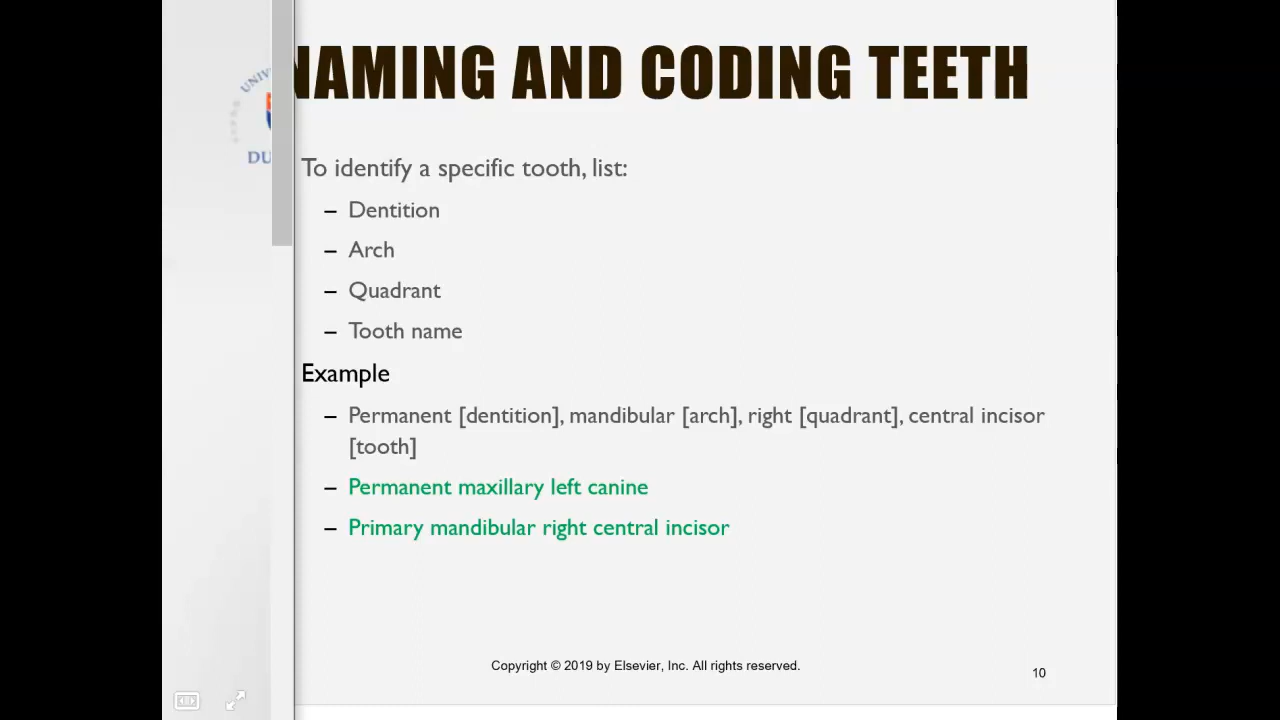 NAMING AND CODING TEETH
To identify a specific tooth, list:
– Dentition
– Arch
– Quadrant
– Tooth name
Example
– Permanent [dentition], mandibular [arch], right [quadrant], central incisor
[tooth]
– Permanent maxillary left canine
– Primary mandibular right central incisor
Copyright © 2019 by Elsevier, Inc. All rights reserved.
10